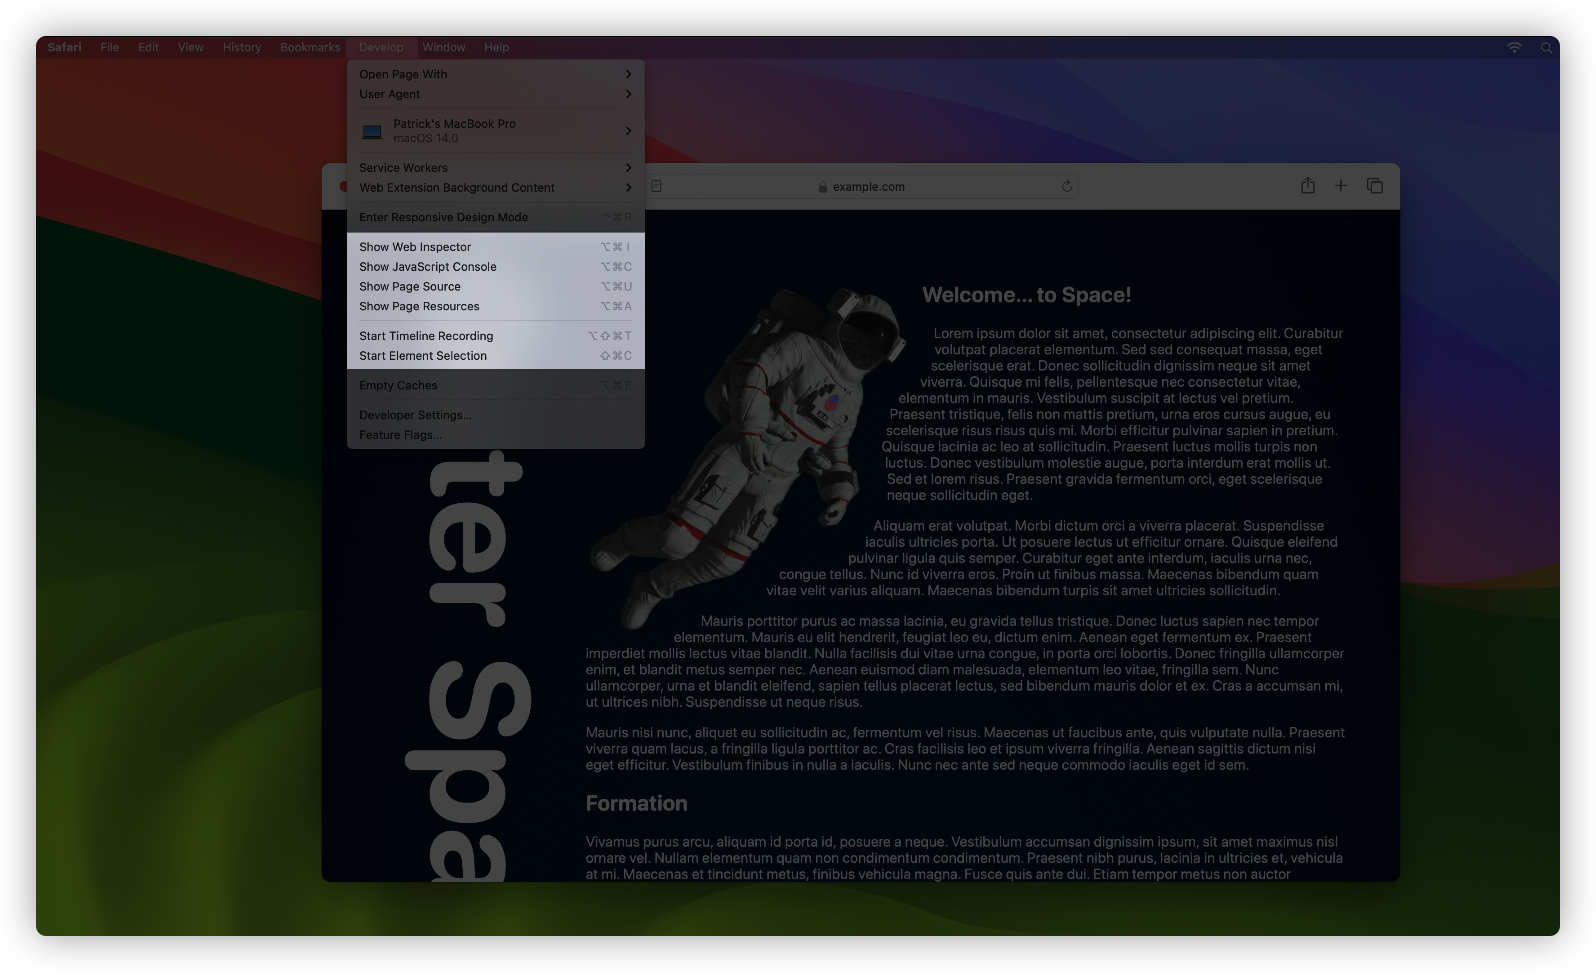 Safari File Edit View History Bookmarks Develop Window Help
Open Page With
User Agent
Patrick's MacBook Pro
macOS 14.0
Service Workers
Web Extension Background Content
Enter Responsive Design Mode ⌃⌘R
Show Web Inspector ⌥⌘I
Show JavaScript Console ⌥⌘C
Show Page Source ⌥⌘U
Show Page Resources ⌥⌘A
Start Timeline Recording ⌥⇧⌘T
Start Element Selection ⇧⌘C
Empty Caches ⌥⌘E
Developer Settings...
Feature Flags...
example.com
ter Spa
Welcome... to Space!
Lorem ipsum dolor sit amet, consectetur adipiscing elit. Curabitur
volutpat placerat elementum. Sed sed consequat massa, eget
scelerisque erat. Donec sollicitudin dignissim neque sit amet
viverra. Quisque mi felis, pellentesque nec consectetur vitae,
elementum in mauris. Vestibulum suscipit at lectus vel pretium.
Praesent tristique, felis non mattis pretium, urna eros cursus augue, eu
scelerisque risus risus quis mi. Morbi efficitur pulvinar sapien in pretium.
Quisque lacinia ac leo at sollicitudin. Praesent luctus mollis turpis non
luctus. Donec vestibulum molestie augue, porta interdum erat mollis ut.
Sed et lorem risus. Praesent gravida fermentum orci, eget scelerisque
neque sollicitudin eget.
Aliquam erat volutpat. Morbi dictum orci a viverra placerat. Suspendisse
iaculis ultricies porta. Ut posuere lectus ut efficitur ornare. Quisque eleifend
pulvinar ligula quis semper. Curabitur eget ante interdum, iaculis urna nec,
congue tellus. Nunc id viverra eros. Proin ut finibus massa. Maecenas bibendum quam
vitae velit varius aliquam. Maecenas bibendum turpis sit amet ultricies sollicitudin.
Mauris porttitor purus ac massa lacinia, eu gravida tellus tristique. Donec luctus sapien nec tempor
elementum. Mauris eu elit hendrerit, feugiat leo eu, dictum enim. Aenean eget fermentum ex. Praesent
imperdiet mollis lectus vitae blandit. Nulla facilisis dui vitae urna congue, in porta orci lobortis. Donec fringilla ullamcorper
enim, et blandit metus semper nec. Aenean euismod diam malesuada, elementum leo vitae, fringilla sem. Nunc
ullamcorper, urna et blandit eleifend, sapien tellus placerat lectus, sed bibendum mauris dolor et ex. Cras a accumsan mi,
ut ultrices nibh. Suspendisse ut neque risus.
Mauris nisi nunc, aliquet eu sollicitudin ac, fermentum vel risus. Maecenas ut faucibus ante, quis vulputate nulla. Praesent
viverra quam lacus, a fringilla ligula porttitor ac. Cras facilisis leo et ipsum viverra fringilla. Aenean sagittis dictum nisi
eget efficitur. Vestibulum finibus in nulla a iaculis. Nunc nec ante sed neque commodo iaculis eget id sem.
Formation
Vivamus purus arcu, aliquam id porta id, posuere a neque. Vestibulum accumsan dignissim ipsum, sit amet maximus nisl
ornare vel. Nullam elementum quam non condimentum condimentum. Praesent nibh purus, lacinia in ultricies et, vehicula
at mi. Maecenas et tincidunt metus, finibus vehicula magna. Fusce quis ante dui. Etiam tempor metus non auctor